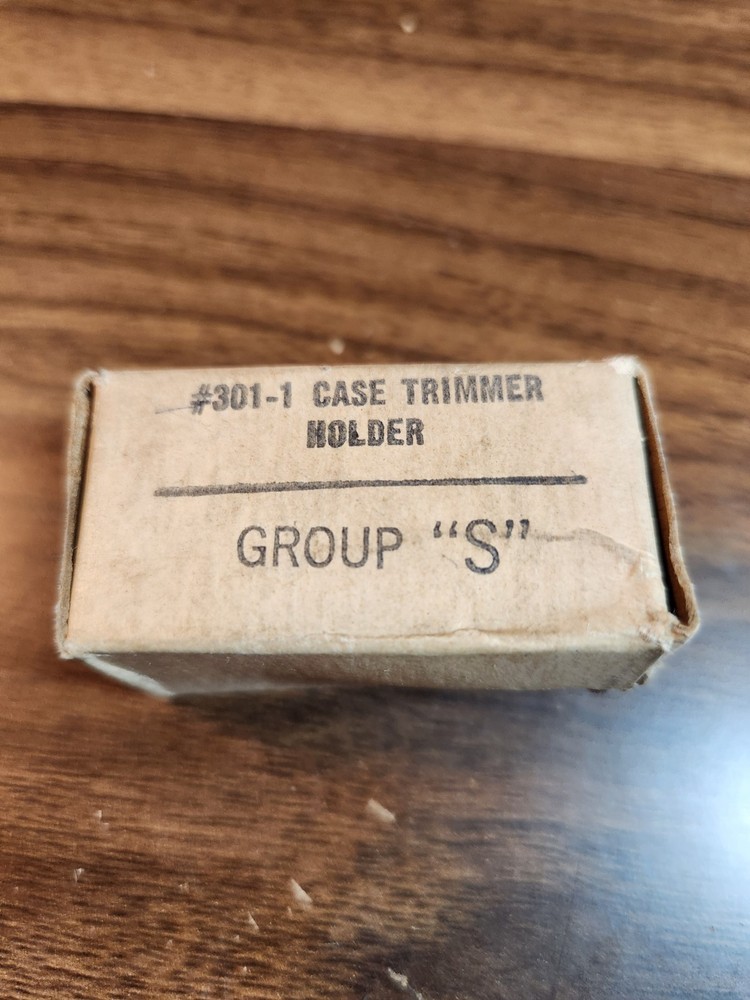 #301-1 CASE TRIMMER
HOLDER
GROUP “S”